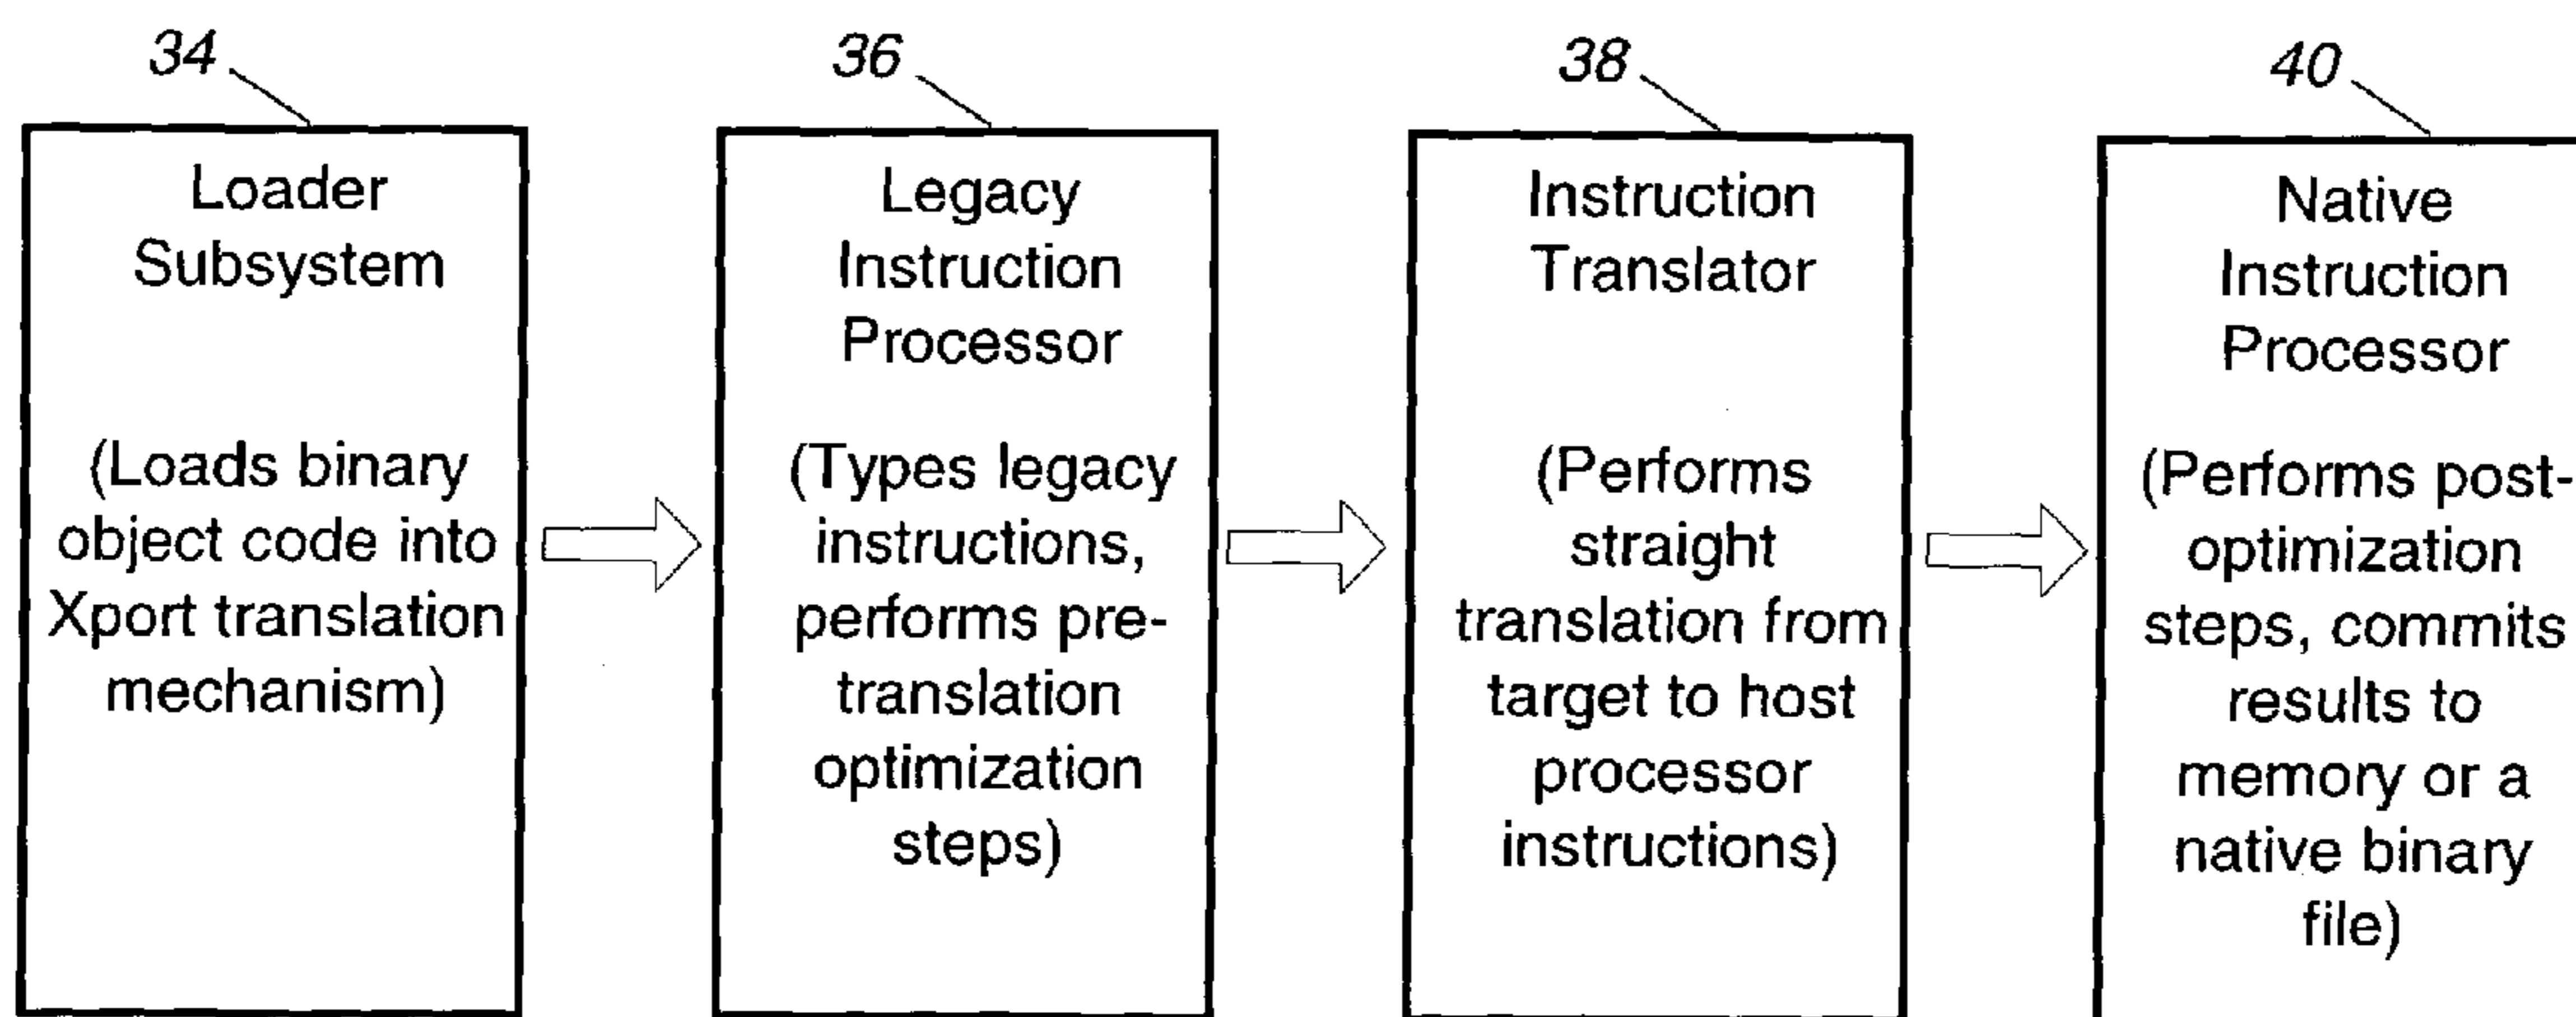 34
Loader
Subsystem
(Loads binary
object code into
Xport translation
mechanism)
36
Legacy
Instruction
Processor
(Types legacy
instructions,
performs pre-
translation
optimization
steps)
38
Instruction
Translator
(Performs
straight
translation from
target to host
processor
instructions)
40
Native
Instruction
Processor
(Performs post-
optimization
steps, commits
results to
memory or a
native binary
file)